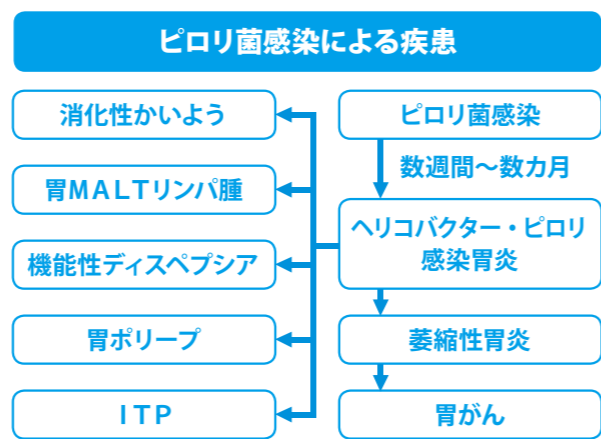 ピロリ菌感染による疾患
消化性かいよう
胃MALTリンパ腫
機能性ディスペプシア
胃ポリープ
ITP
ピロリ菌感染
数週間～数カ月
ヘリコバクター・ピロリ
感染胃炎
萎縮性胃炎
胃がん